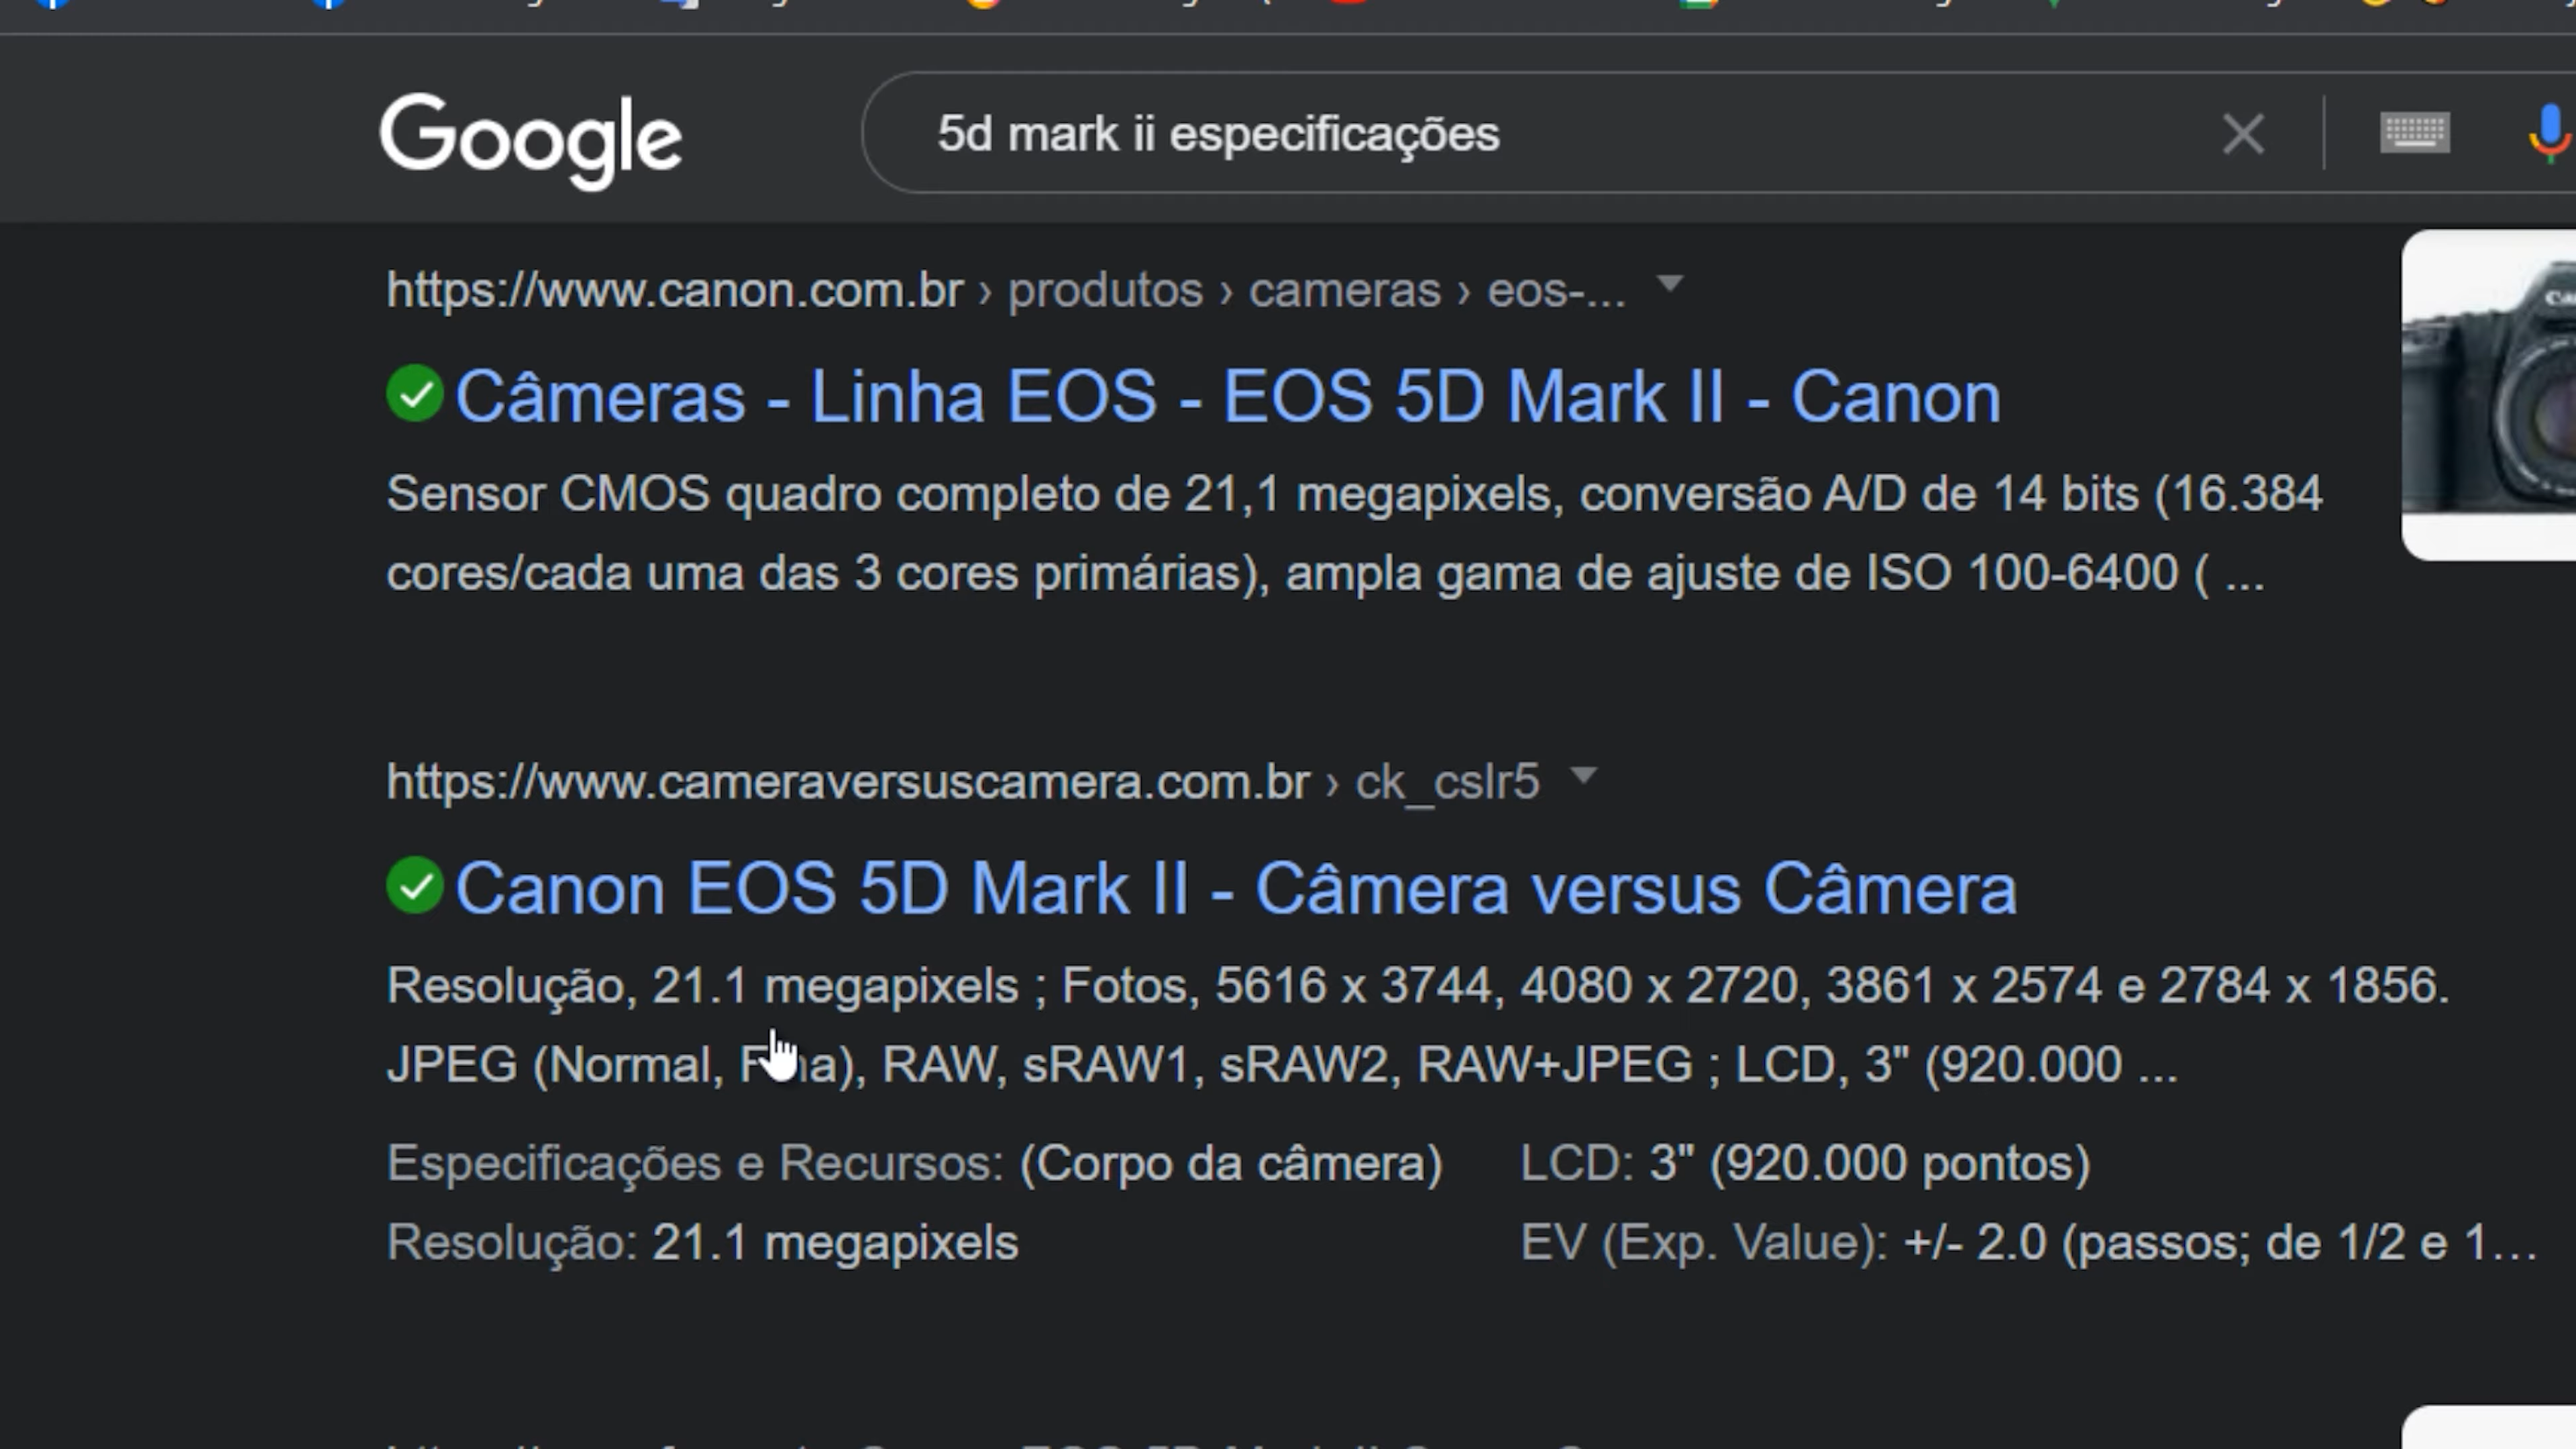 Google
5d mark ii especificações
https://www.canon.com.br › produtos › cameras › eos-...
Câmeras - Linha EOS - EOS 5D Mark II - Canon
Sensor CMOS quadro completo de 21,1 megapixels, conversão A/D de 14 bits (16.384
cores/cada uma das 3 cores primárias), ampla gama de ajuste de ISO 100-6400 ( ...
https://www.cameraversuscamera.com.br › ck_cslr5
Canon EOS 5D Mark II - Câmera versus Câmera
Resolução, 21.1 megapixels ; Fotos, 5616 x 3744, 4080 x 2720, 3861 x 2574 e 2784 x 1856.
JPEG (Normal, Fina), RAW, sRAW1, sRAW2, RAW+JPEG ; LCD, 3" (920.000 ...
Especificações e Recursos: (Corpo da câmera) LCD: 3" (920.000 pontos)
Resolução: 21.1 megapixels EV (Exp. Value): +/- 2.0 (passos; de 1/2 e 1...